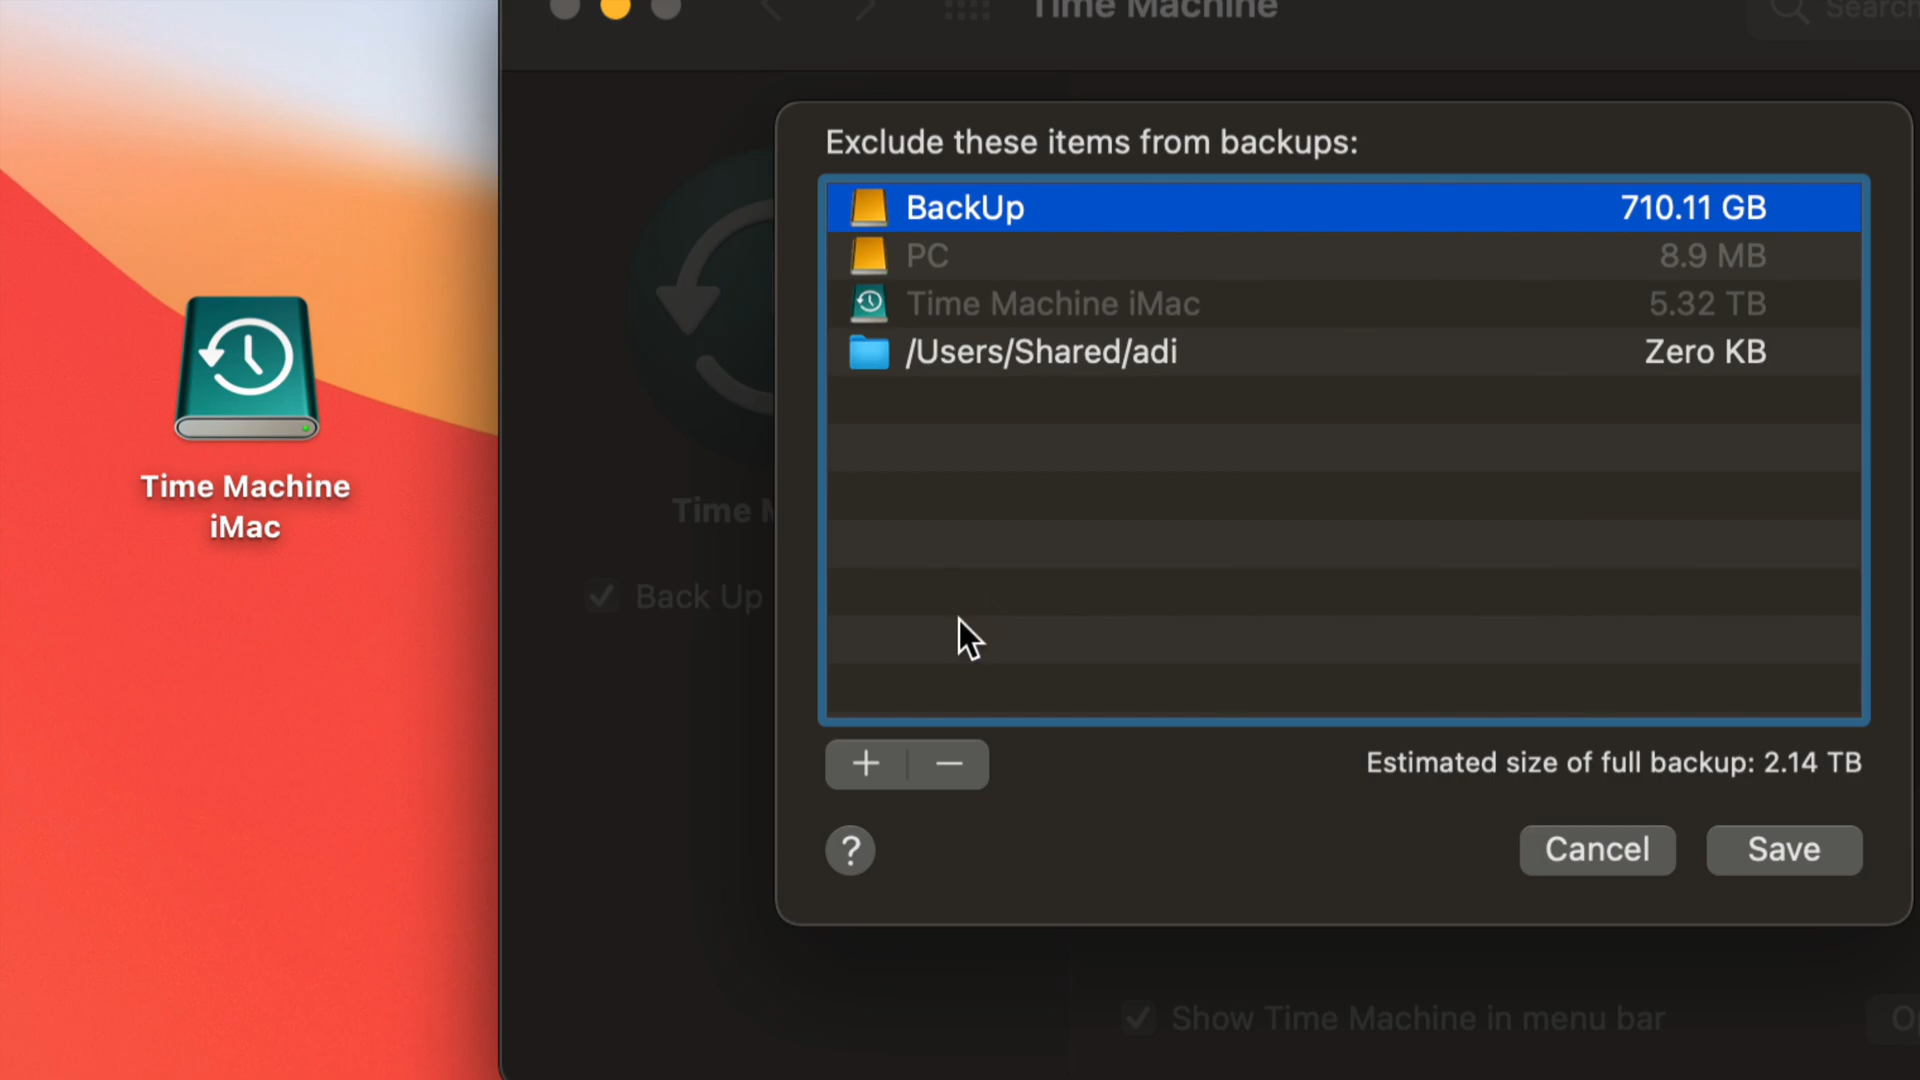 Time Machine
Search
Exclude these items from backups:
BackUp 710.11 GB
PC 8.9 MB
Time Machine iMac 5.32 TB
/Users/Shared/adi Zero KB
Time Machine
iMac
Time M
Back Up
+ −
Estimated size of full backup: 2.14 TB
?
Cancel
Save
Show Time Machine in menu bar
O